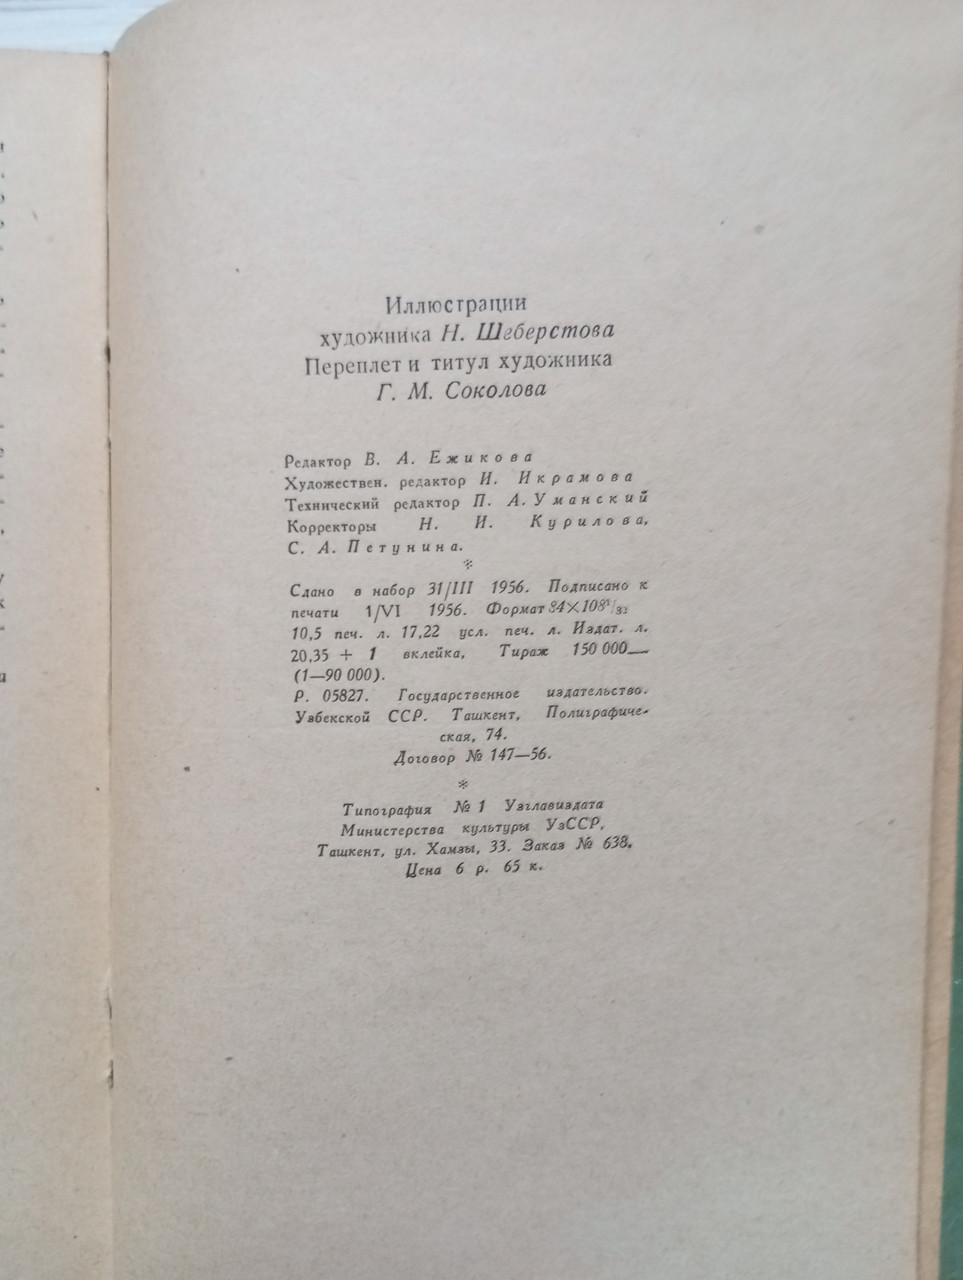 Иллюстрации
художника Н. Шеберстова
Переплет и титул художника
Г. М. Соколова
Редактор В. А. Ежикова
Художествен. редактор И. Икрамова
Технический редактор П. А. Уманский
Корректоры Н. И. Курилова,
С. А. Петунина.
*
Сдано в набор 31/III 1956. Подписано к
печати 1/VI 1956. Формат 84×108¹/₃₂
10,5 печ. л. 17,22 усл. печ. л. Издат. л.
20,35 + 1 вклейка, Тираж 150 000—
(1—90 000).
Р. 05827. Государственное издательство.
Узбекской ССР. Ташкент, Полиграфиче-
ская, 74.
Договор № 147—56.
*
Типография № 1 Узглавиздата
Министерства культуры УзССР,
Ташкент, ул. Хамзы, 33. Заказ № 638.
Цена 6 р. 65 к.